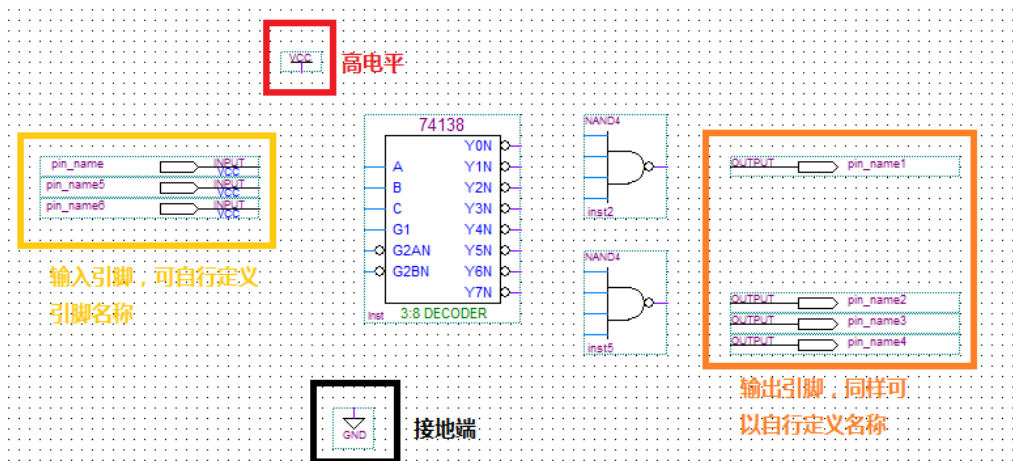 VCC
高电平
pin_name
INPUT
VCC
pin_name5
INPUT
VCC
pin_name6
INPUT
VCC
输入引脚，可自行定义
引脚名称
74138
A
B
C
G1
G2AN
G2BN
Y0N
Y1N
Y2N
Y3N
Y4N
Y5N
Y6N
Y7N
inst
3:8 DECODER
NAND4
inst2
NAND4
inst5
OUTPUT
pin_name1
OUTPUT
pin_name2
OUTPUT
pin_name3
OUTPUT
pin_name4
输出引脚，同样可
以自行定义名称
GND
接地端